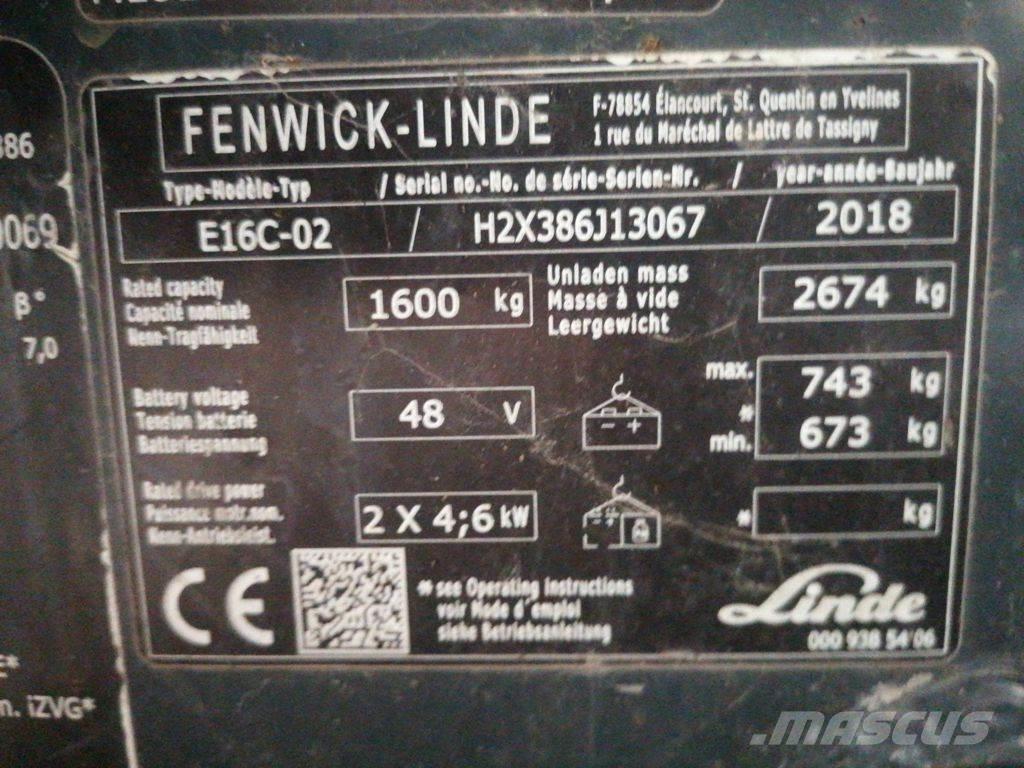 FENWICK-LINDE
F-78854 Élancourt, St. Quentin en Yvelines
1 rue du Maréchal de Lattre de Tassigny
Type-Modèle-Typ / Serial no.-No. de série-Serien-Nr. / year-année-Baujahr
E16C-02 / H2X386J13067 / 2018
Rated capacity
Capacité nominale
Nenn-Tragfähigkeit
1600 kg
Unladen mass
Masse à vide
Leergewicht
2674 kg
Battery voltage
Tension batterie
Batteriespannung
48 V
- +
max. 743 kg
*
min. 673 kg
Rated drive power
Puissance motr.nom.
Nenn-Antriebsleist.
2 X 4;6 kW
- +
* kg
CE
* see Operating Instructions
voir Mode d'emploi
siehe Betriebsanleitung
Linde
000 938 54 06
386
0069
β°
7,0
n. iZVG*
.MASCUS